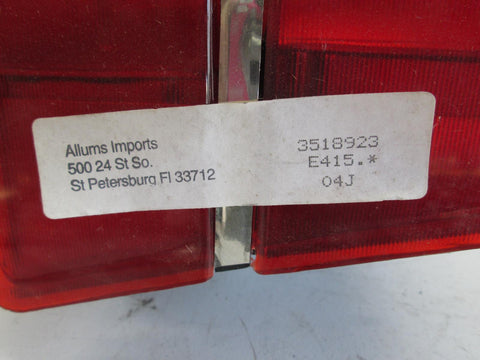 Allums Imports
500 24 St So.
St Petersburg Fl 33712
3518923
E415.*
04J